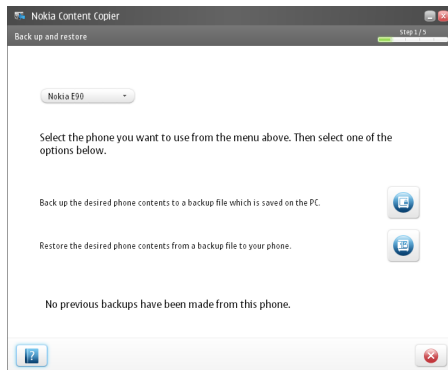 Nokia Content Copier
Back up and restore
Step 1 / 5
Nokia E90
Select the phone you want to use from the menu above. Then select one of the
options below.
Back up the desired phone contents to a backup file which is saved on the PC.
Restore the desired phone contents from a backup file to your phone.
No previous backups have been made from this phone.
?